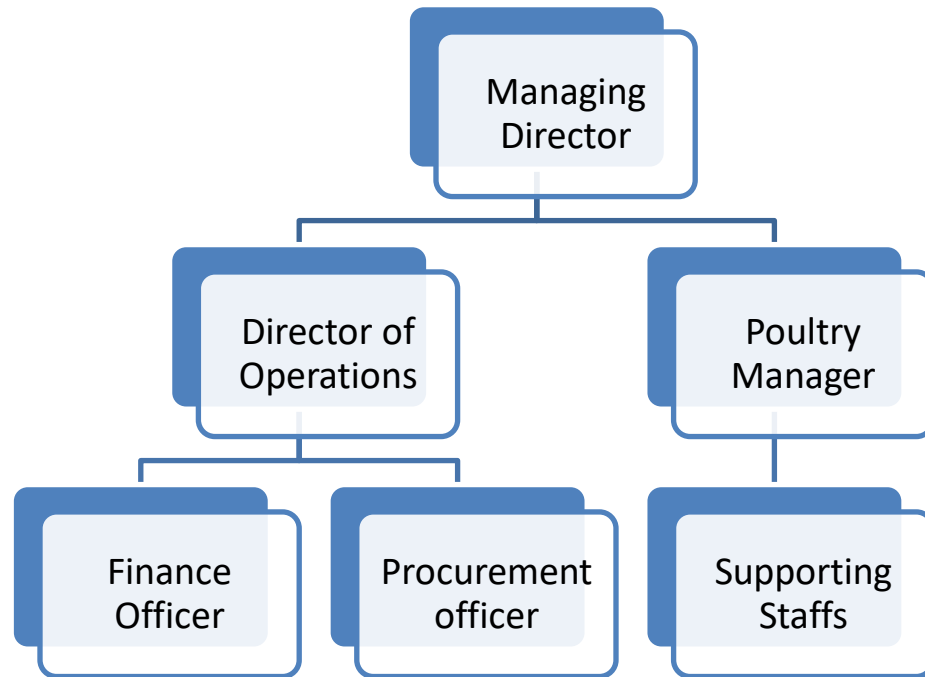 Managing
Director
Director of
Operations
Poultry
Manager
Finance
Officer
Procurement
officer
Supporting
Staffs